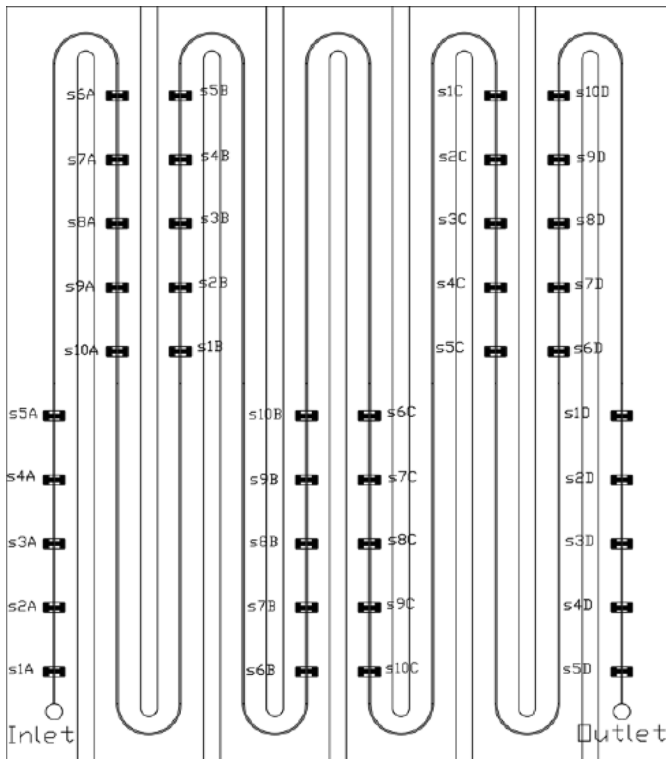 s6A s5B s1C s10D
s7A s4B s2C s9D
s8A s3B s3C s8D
s9A s2B s4C s7D
s10A s1B s5C s6D
s5A s10B s6C s1D
s4A s9B s7C s2D
s3A s8B s8C s3D
s2A s7B s9C s4D
s1A s6B s10C s5D
Inlet Outlet